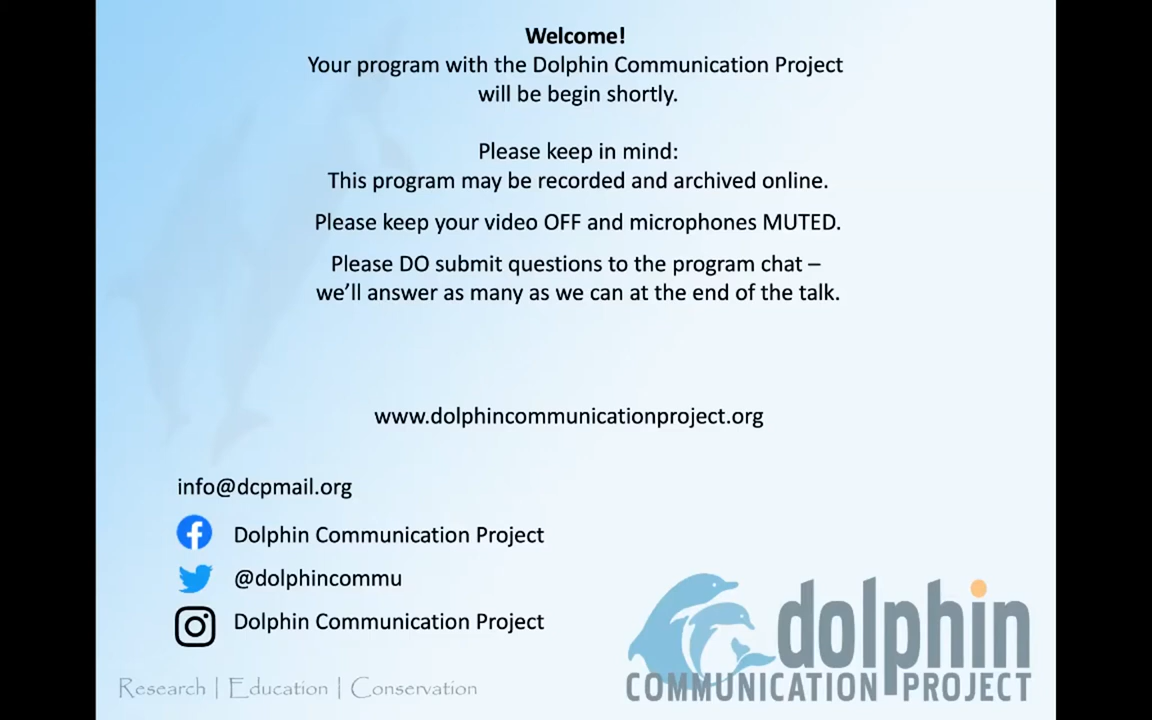 Welcome!
Your program with the Dolphin Communication Project
will be begin shortly.
Please keep in mind:
This program may be recorded and archived online.
Please keep your video OFF and microphones MUTED.
Please DO submit questions to the program chat –
we’ll answer as many as we can at the end of the talk.
www.dolphincommunicationproject.org
info@dcpmail.org
Dolphin Communication Project
@dolphincommu
Dolphin Communication Project
Research | Education | Conservation
dolphin
COMMUNICATION PROJECT